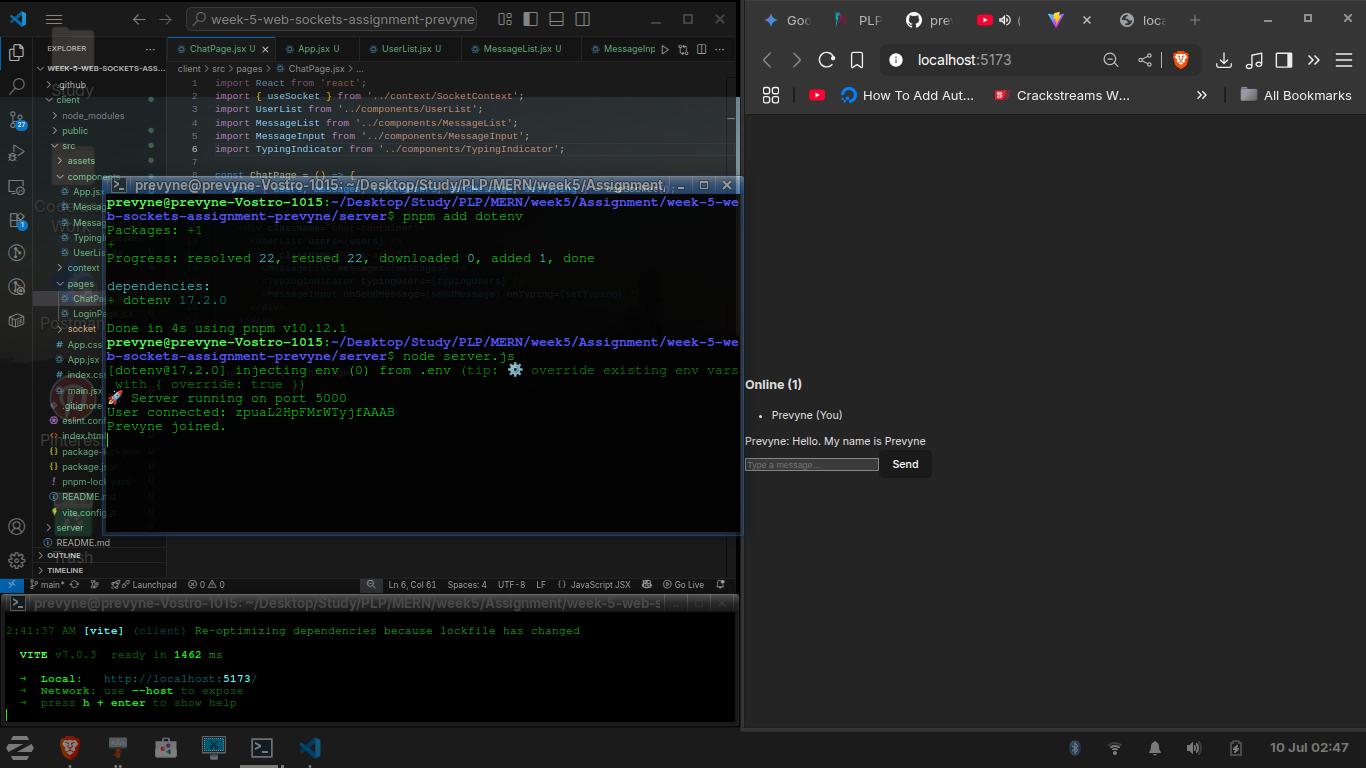 week-5-web-sockets-assignment-prevyne
EXPLORER
ChatPage.jsx U
App.jsx U
UserList.jsx U
MessageList.jsx U
MessageInp
WEEK-5-WEB-SOCKETS-ASS...
client > src > pages > ChatPage.jsx > ...
.github
client
node_modules
public
src
assets
1 import React from 'react';
2 import { useSocket } from '../context/SocketContext';
3 import UserList from '../components/UserList';
4 import MessageList from '../components/MessageList';
5 import MessageInput from '../components/MessageInput';
6 import TypingIndicator from '../components/TypingIndicator';
7
8 const ChatPage = () => {
Study
27
1
components
App.jsx
Messa
Messag
Typing
UserLis
context
pages
ChatPa
LoginP
socket
App.css
App.jsx
index.css
main.jsx
.gitignore
eslint.conf
index.html
package-lock.json
package.json
pnpm-lock.yaml
README.md
vite.config.js
server
README.md
OUTLINE
TIMELINE
Postman
Pinterest
Trash
prevyne@prevyne-Vostro-1015: ~/Desktop/Study/PLP/MERN/week5/Assignment
prevyne@prevyne-Vostro-1015:~/Desktop/Study/PLP/MERN/week5/Assignment/week-5-we
b-sockets-assignment-prevyne/server$ pnpm add dotenv
Packages: +1
+
Progress: resolved 22, reused 22, downloaded 0, added 1, done
dependencies:
+ dotenv 17.2.0
Done in 4s using pnpm v10.12.1
prevyne@prevyne-Vostro-1015:~/Desktop/Study/PLP/MERN/week5/Assignment/week-5-we
b-sockets-assignment-prevyne/server$ node server.js
[dotenv@17.2.0] injecting env (0) from .env (tip: ⚙️ override existing env vars
with { override: true })
🚀 Server running on port 5000
User connected: zpuaL2HpFMrWTyjfAAAB
Prevyne joined.
main*
Launchpad
0 0
Ln 6, Col 61
Spaces: 4
UTF-8
LF
{} JavaScript JSX
Go Live
prevyne@prevyne-Vostro-1015: ~/Desktop/Study/PLP/MERN/week5/Assignment/week-5-web-s
2:41:37 AM [vite] (client) Re-optimizing dependencies because lockfile has changed
VITE v7.0.3 ready in 1462 ms
➜ Local: http://localhost:5173/
➜ Network: use --host to expose
➜ press h + enter to show help
Goo
PLP
pre
(
loca
localhost:5173
How To Add Aut...
Crackstreams W...
All Bookmarks
Online (1)
Prevyne (You)
Prevyne: Hello. My name is Prevyne
Type a message...
Send
10 Jul 02:47